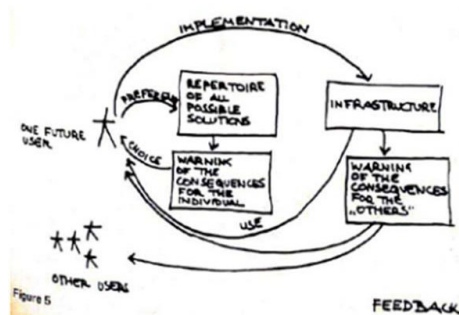 IMPLEMENTATION
REPERTOIRE
OF ALL
POSSIBLE
SOLUTIONS
INFRASTRUCTURE
ONE FUTURE
USER
CHOICE
WARNING
OF THE
CONSEQUENCES
FOR THE
INDIVIDUAL
WARNING
OF THE
CONSEQUENCES
FOR THE
„OTHERS"
USE
OTHER USERS
Figure 5
FEEDBACK